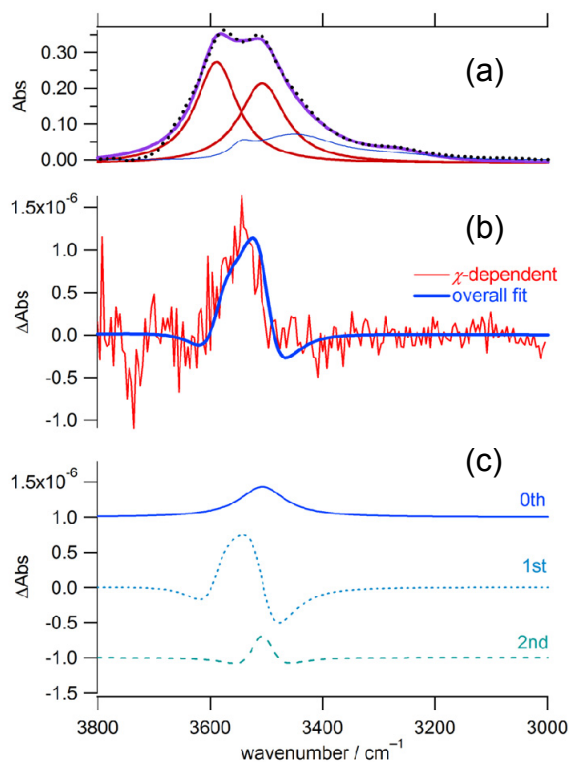 (a)
Abs
0.30
0.20
0.10
0.00
(b)
ΔAbs
1.5x10⁻⁶
1.0
0.5
0.0
-0.5
-1.0
χ-dependent
overall fit
(c)
ΔAbs
1.5x10⁻⁶
1.0
0.5
0.0
-0.5
-1.0
-1.5
0th
1st
2nd
3800 3600 3400 3200 3000
wavenumber / cm⁻¹